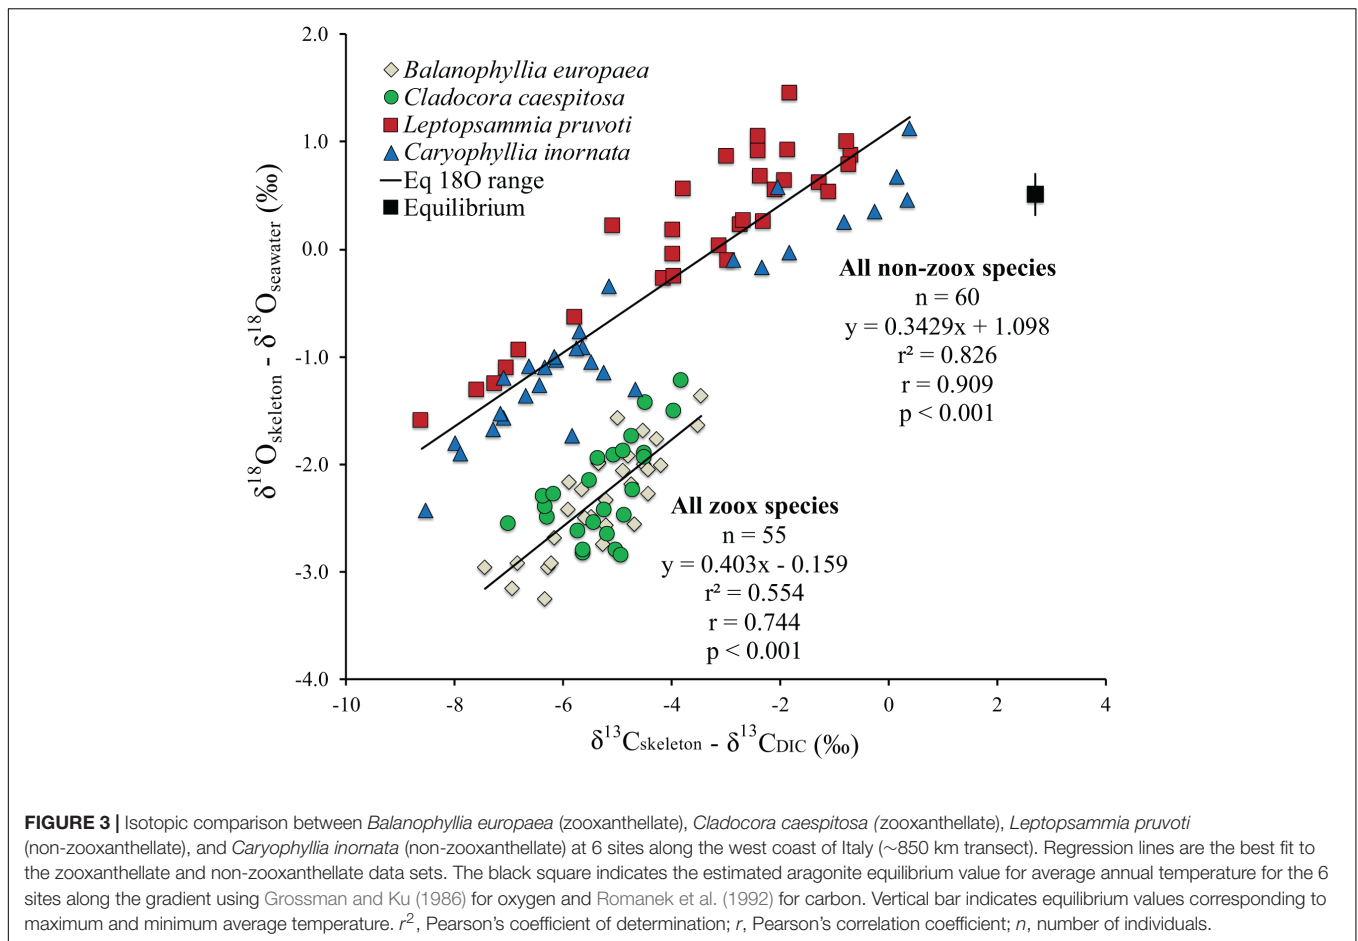 2.0
1.0
0.0
-1.0
-2.0
-3.0
-4.0
-10
-8
-6
-4
-2
0
2
4
δ18Oskeleton - δ18Oseawater (‰)
δ13Cskeleton - δ13CDIC (‰)
Balanophyllia europaea
Cladocora caespitosa
Leptopsammia pruvoti
Caryophyllia inornata
Eq 18O range
Equilibrium
All non-zoox species
n = 60
y = 0.3429x + 1.098
r² = 0.826
r = 0.909
p < 0.001
All zoox species
n = 55
y = 0.403x - 0.159
r² = 0.554
r = 0.744
p < 0.001
FIGURE 3 | Isotopic comparison between Balanophyllia europaea (zooxanthellate), Cladocora caespitosa (zooxanthellate), Leptopsammia pruvoti
(non-zooxanthellate), and Caryophyllia inornata (non-zooxanthellate) at 6 sites along the west coast of Italy (~850 km transect). Regression lines are the best fit to
the zooxanthellate and non-zooxanthellate data sets. The black square indicates the estimated aragonite equilibrium value for average annual temperature for the 6
sites along the gradient using Grossman and Ku (1986) for oxygen and Romanek et al. (1992) for carbon. Vertical bar indicates equilibrium values corresponding to
maximum and minimum average temperature. r², Pearson's coefficient of determination; r, Pearson's correlation coefficient; n, number of individuals.